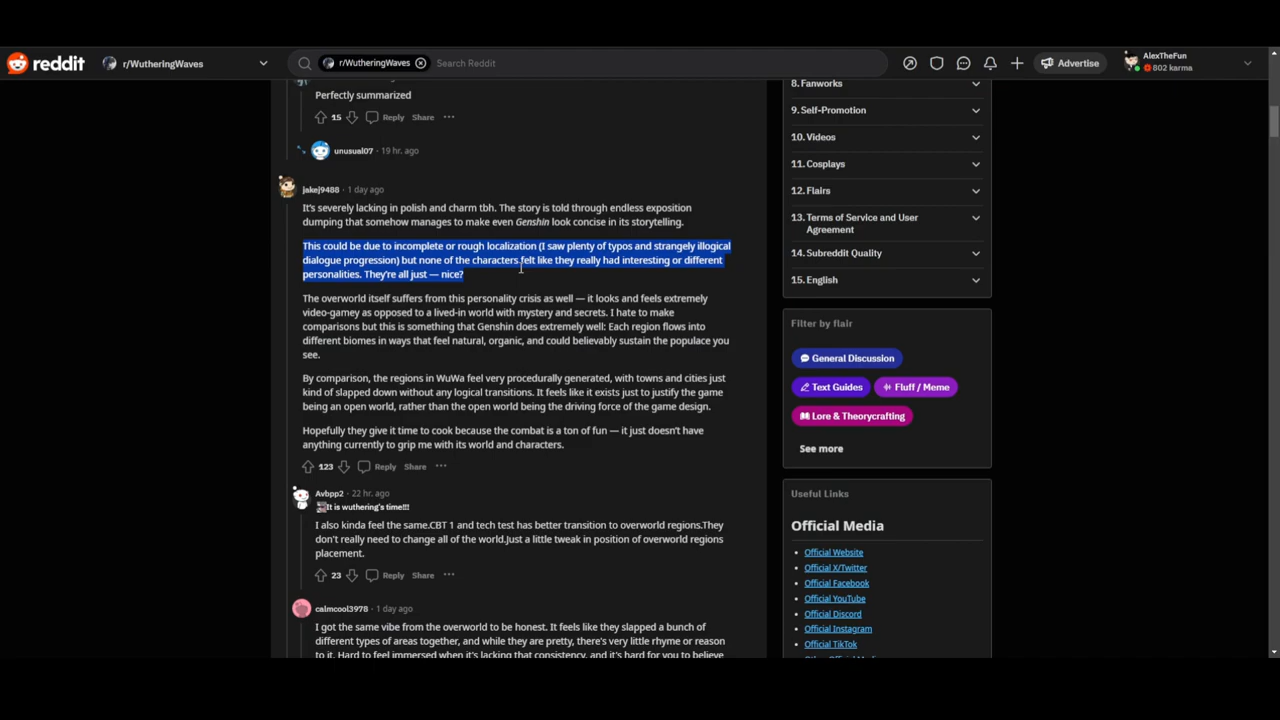 reddit
r/WutheringWaves
r/WutheringWaves
Search Reddit
Advertise
AlexTheFun
802 karma
Perfectly summarized
15
Reply
Share
unusual07 · 19 hr. ago
jakej9488 · 1 day ago
It's severely lacking in polish and charm tbh. The story is told through endless exposition
dumping that somehow manages to make even Genshin look concise in its storytelling.
This could be due to incomplete or rough localization (I saw plenty of typos and strangely illogical
dialogue progression) but none of the characters felt like they really had interesting or different
personalities. They're all just — nice?
The overworld itself suffers from this personality crisis as well — it looks and feels extremely
video-gamey as opposed to a lived-in world with mystery and secrets. I hate to make
comparisons but this is something that Genshin does extremely well: Each region flows into
different biomes in ways that feel natural, organic, and could believably sustain the populace you
see.
By comparison, the regions in WuWa feel very procedurally generated, with towns and cities just
kind of slapped down without any logical transitions. It feels like it exists just to justify the game
being an open world, rather than the open world being the driving force of the game design.
Hopefully they give it time to cook because the combat is a ton of fun — it just doesn't have
anything currently to grip me with its world and characters.
123
Reply
Share
Avbpp2 · 22 hr. ago
It is wuthering's time!!!
I also kinda feel the same.CBT 1 and tech test has better transition to overworld regions.They
don't really need to change all of the world.Just a little tweak in position of overworld regions
placement.
23
Reply
Share
calmcool3978 · 1 day ago
I got the same vibe from the overworld to be honest. It feels like they slapped a bunch of
different types of areas together, and while they are pretty, there's very little rhyme or reason
to it. Hard to feel immersed when it's lacking that consistency, and it's hard for you to believe
8. Fanworks
9. Self-Promotion
10. Videos
11. Cosplays
12. Flairs
13. Terms of Service and User
Agreement
14. Subreddit Quality
15. English
Filter by flair
General Discussion
Text Guides
Fluff / Meme
Lore & Theorycrafting
See more
Useful Links
Official Media
Official Website
Official X/Twitter
Official Facebook
Official YouTube
Official Discord
Official Instagram
Official TikTok